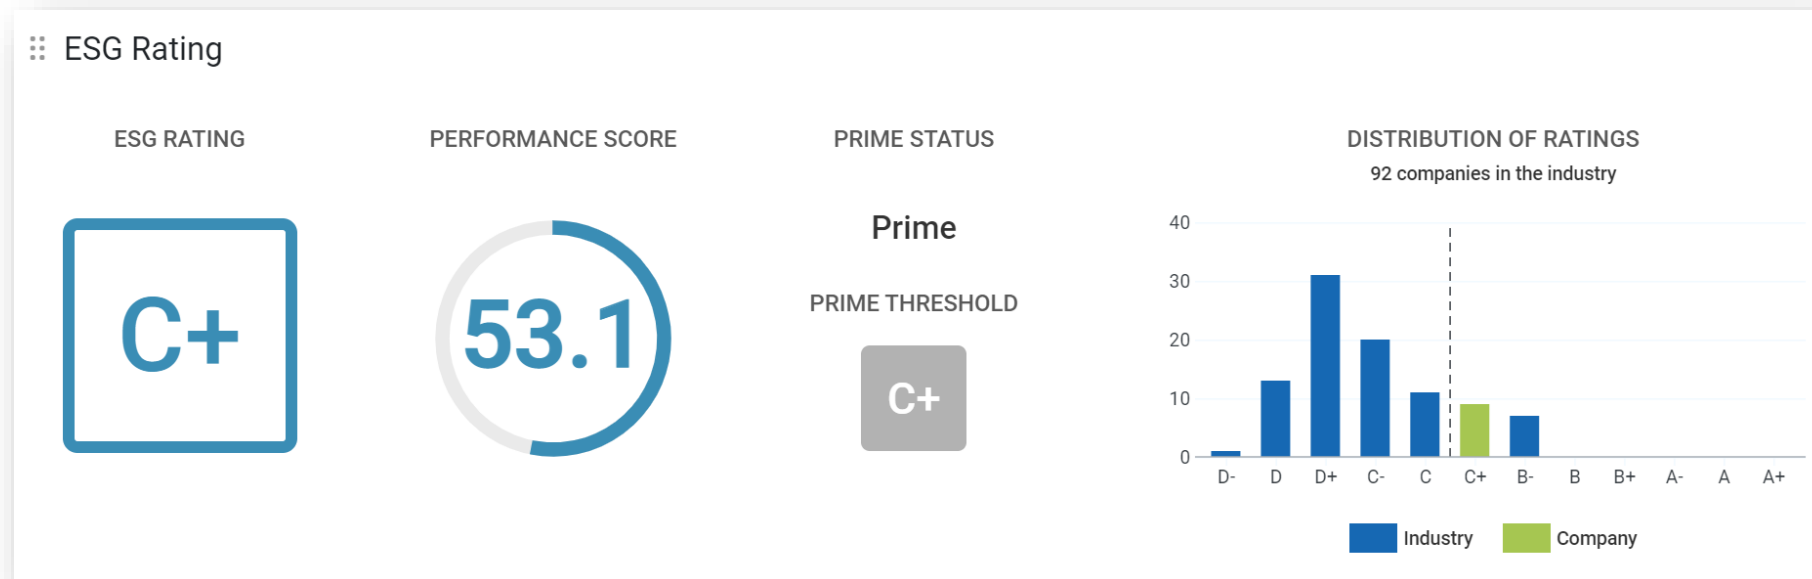 ESG Rating
ESG RATING
C+
PERFORMANCE SCORE
53.1
PRIME STATUS
Prime
PRIME THRESHOLD
C+
DISTRIBUTION OF RATINGS
92 companies in the industry
40
30
20
10
0
D- D D+ C- C C+ B- B B+ A- A A+
Industry Company